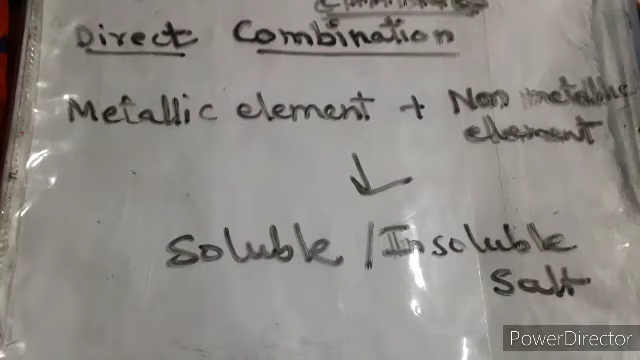 Direct Combination
Metallic element + Non metallic
element
Soluble / Insoluble
Salt
PowerDirector